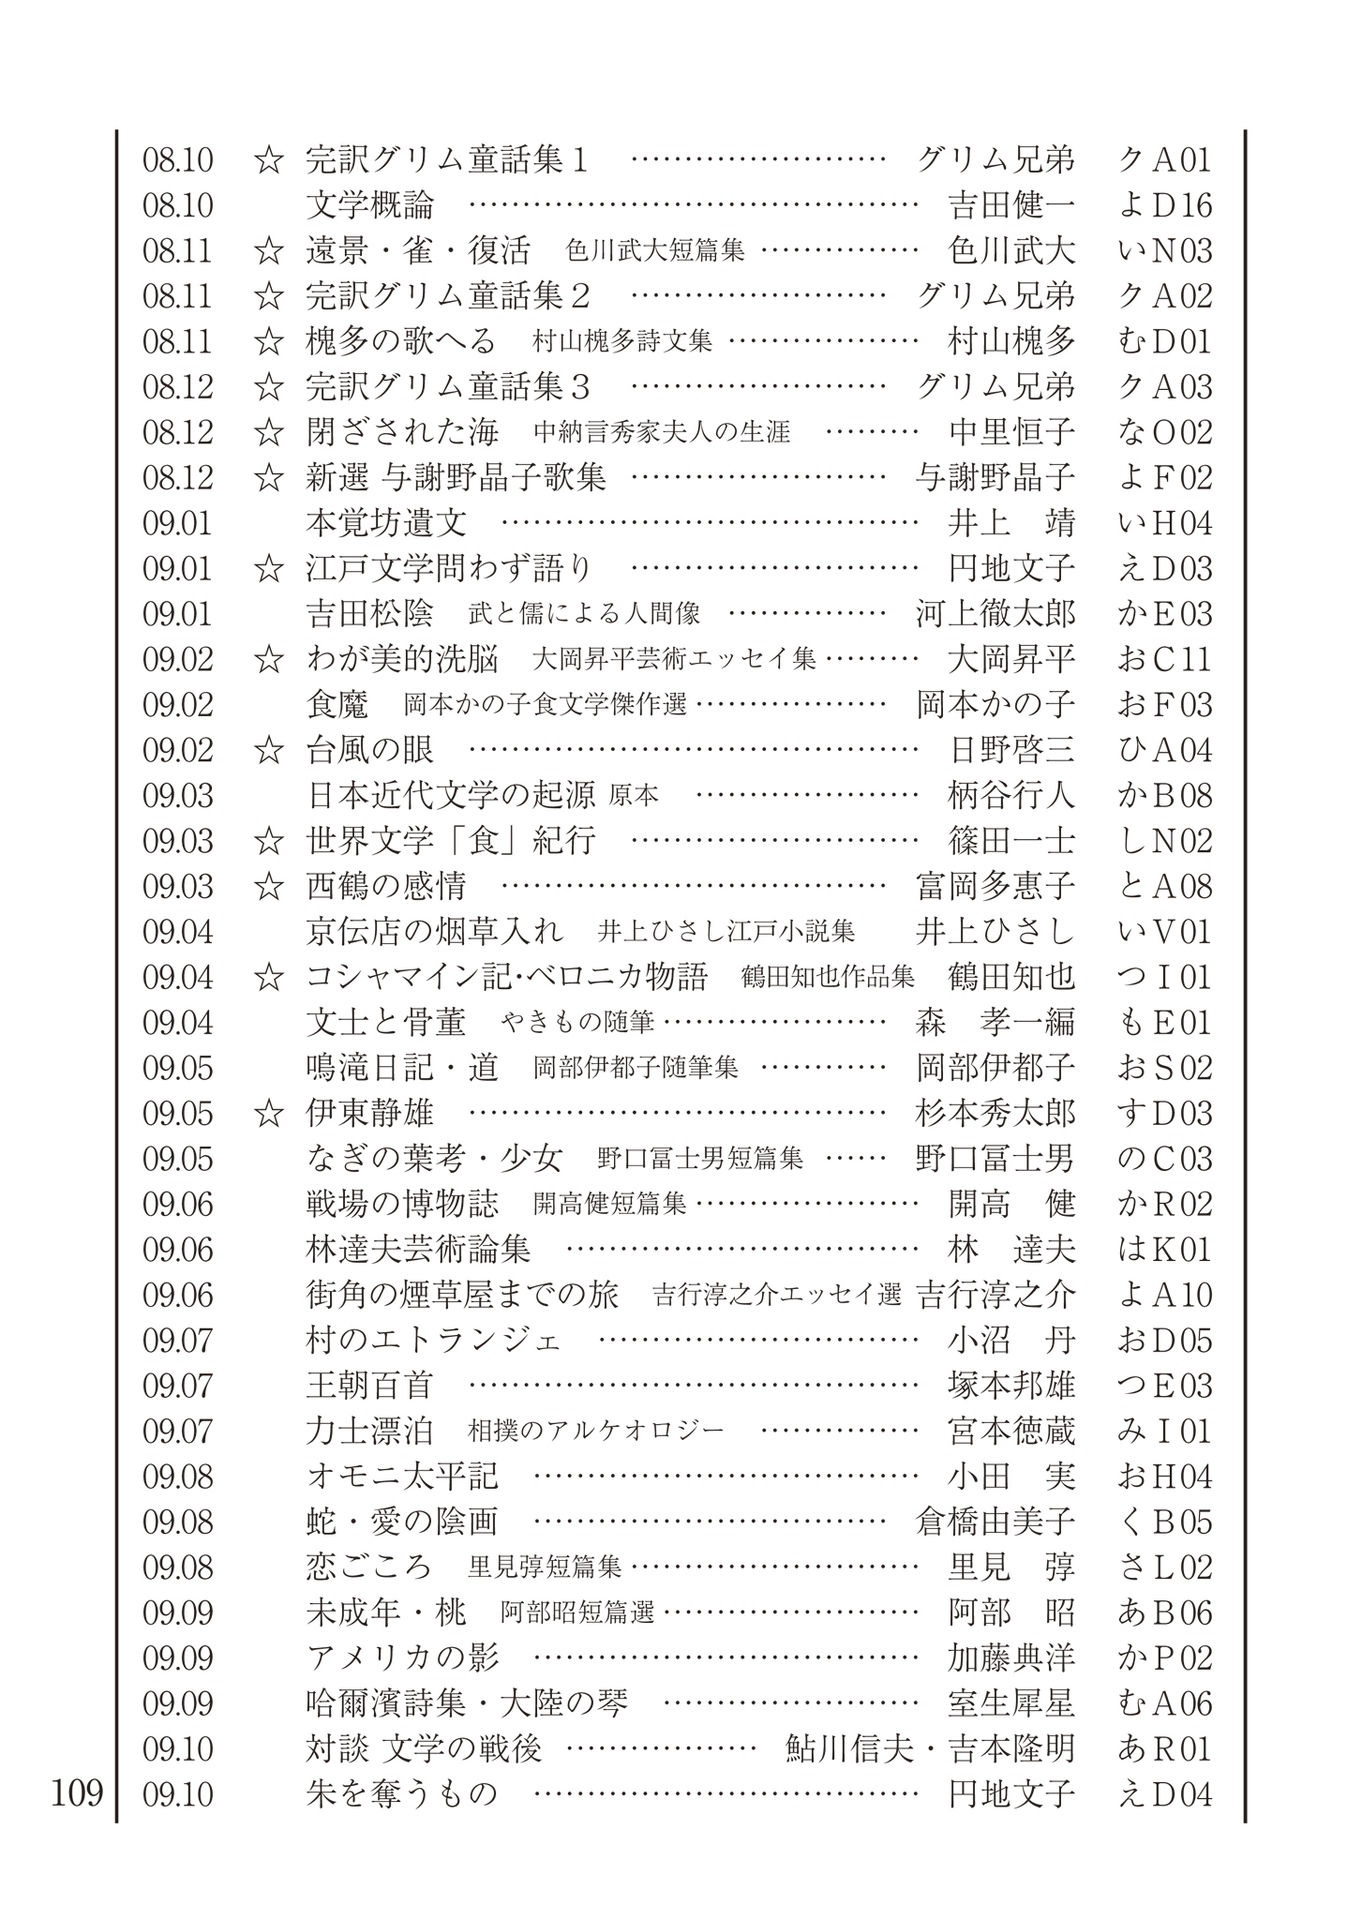 08.10 ☆ 完訳グリム童話集1 …………………… グリム兄弟 クA01
08.10 文学概論 …………………………………… 吉田健一 よD16
08.11 ☆ 遠景・雀・復活 色川武大短篇集 …………… 色川武大 いN03
08.11 ☆ 完訳グリム童話集2 …………………… グリム兄弟 クA02
08.11 ☆ 槐多の歌へる 村山槐多詩文集 ……………… 村山槐多 むD01
08.12 ☆ 完訳グリム童話集3 …………………… グリム兄弟 クA03
08.12 ☆ 閉ざされた海 中納言秀家夫人の生涯 ……… 中里恒子 なO02
08.12 ☆ 新選 与謝野晶子歌集 …………………… 与謝野晶子 よF02
09.01 本覚坊遺文 ………………………………… 井上 靖 いH04
09.01 ☆ 江戸文学問わず語り ……………………… 円地文子 えD03
09.01 吉田松陰 武と儒による人間像 …………… 河上徹太郎 かE03
09.02 ☆ わが美的洗脳 大岡昇平芸術エッセイ集 ……… 大岡昇平 おC11
09.02 食魔 岡本かの子食文学傑作選 ……………… 岡本かの子 おF03
09.02 ☆ 台風の眼 …………………………………… 日野啓三 ひA04
09.03 日本近代文学の起源 原本 ………………… 柄谷行人 かB08
09.03 ☆ 世界文学「食」紀行 ……………………… 篠田一士 しN02
09.03 ☆ 西鶴の感情 ……………………………… 富岡多惠子 とA08
09.04 京伝店の烟草入れ 井上ひさし江戸小説集 井上ひさし いV01
09.04 ☆ コシャマイン記・ベロニカ物語 鶴田知也作品集 鶴田知也 つI01
09.04 文士と骨董 やきもの随筆 ………………… 森 孝一編 もE01
09.05 鳴滝日記・道 岡部伊都子随筆集 ………… 岡部伊都子 おS02
09.05 ☆ 伊東静雄 ………………………………… 杉本秀太郎 すD03
09.05 なぎの葉考・少女 野口冨士男短篇集 …… 野口冨士男 のC03
09.06 戦場の博物誌 開高健短篇集 ………………… 開高 健 かR02
09.06 林達夫芸術論集 …………………………… 林 達夫 はK01
09.06 街角の煙草屋までの旅 吉行淳之介エッセイ選 吉行淳之介 よA10
09.07 村のエトランジェ ………………………… 小沼 丹 おD05
09.07 王朝百首 …………………………………… 塚本邦雄 つE03
09.07 力士漂泊 相撲のアルケオロジー …………… 宮本徳蔵 みI01
09.08 オモニ太平記 ……………………………… 小田 実 おH04
09.08 蛇・愛の陰画 …………………………… 倉橋由美子 くB05
09.08 恋ごころ 里見弴短篇集 ……………………… 里見 弴 さL02
09.09 未成年・桃 阿部昭短篇選 …………………… 阿部 昭 あB06
09.09 アメリカの影 ……………………………… 加藤典洋 かP02
09.09 哈爾濱詩集・大陸の琴 …………………… 室生犀星 むA06
09.10 対談 文学の戦後 ……………… 鮎川信夫・吉本隆明 あR01
09.10 朱を奪うもの ……………………………… 円地文子 えD04
109